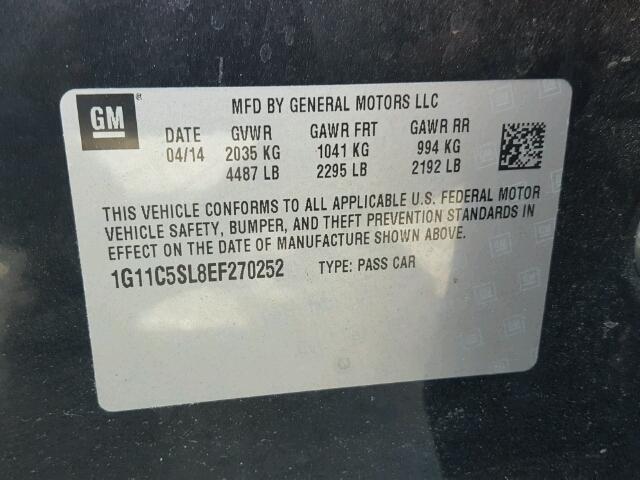 GM ® MFD BY GENERAL MOTORS LLC
DATE GVWR GAWR FRT GAWR RR
04/14 2035 KG 1041 KG 994 KG
4487 LB 2295 LB 2192 LB
THIS VEHICLE CONFORMS TO ALL APPLICABLE U.S. FEDERAL MOTOR
VEHICLE SAFETY, BUMPER, AND THEFT PREVENTION STANDARDS IN
EFFECT ON THE DATE OF MANUFACTURE SHOWN ABOVE.
1G11C5SL8EF270252 TYPE: PASS CAR